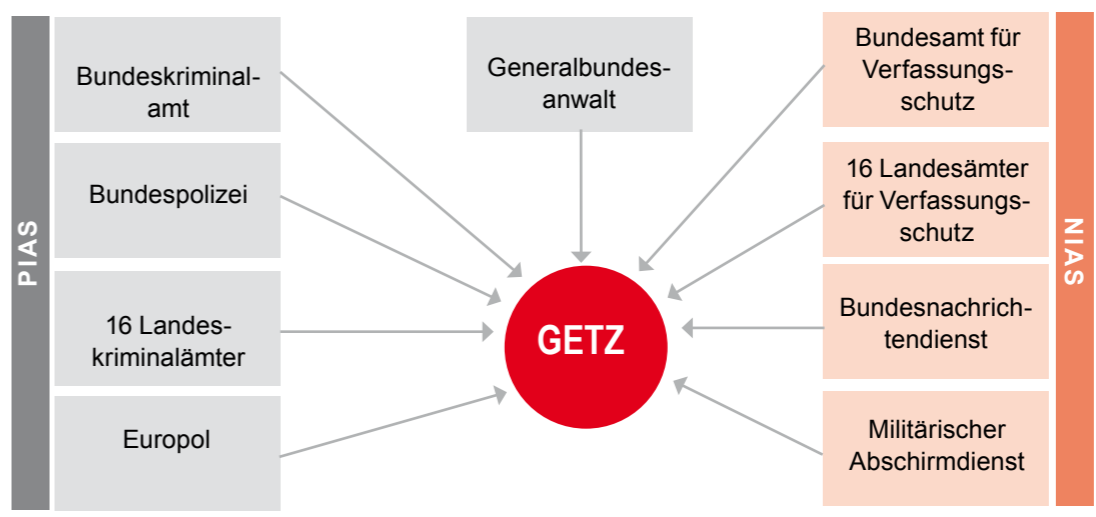 PIAS
Bundeskriminal-
amt
Bundespolizei
16 Landes-
kriminalämter
Europol
Generalbundes-
anwalt
GETZ
Bundesamt für
Verfassungs-
schutz
16 Landesämter
für Verfassungs-
schutz
Bundesnachrich-
tendienst
Militärischer
Abschirmdienst
NIAS